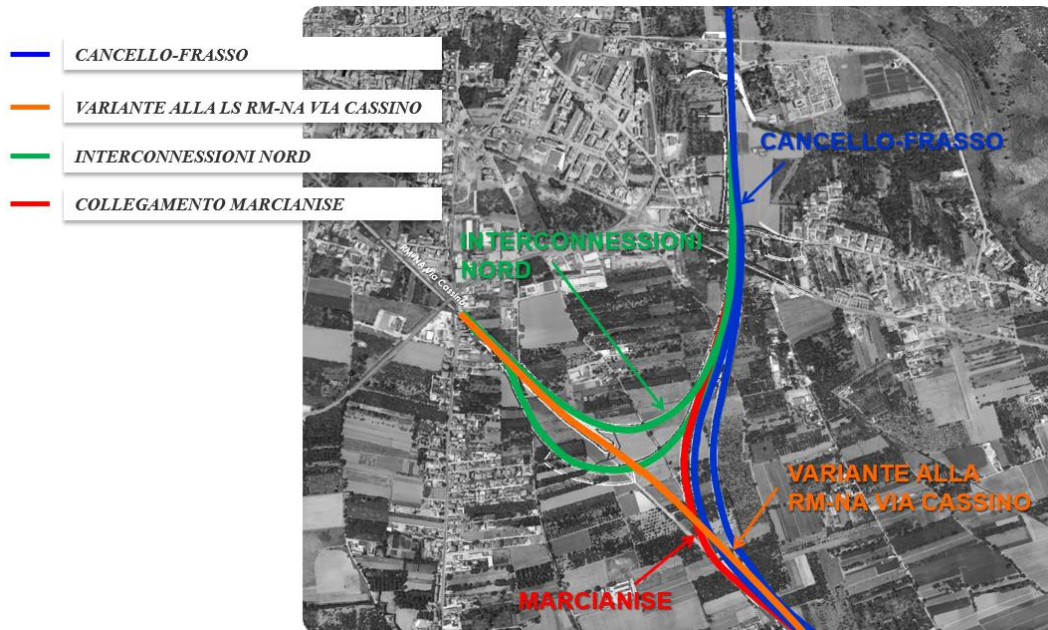 CANCELLO-FRASSO
VARIANTE ALLA LS RM-NA VIA CASSINO
INTERCONNESSIONI NORD
COLLEGAMENTO MARCIANISE
CANCELLO-FRASSO
INTERCONNESSIONI
NORD
RM-NA Via Cassino
VARIANTE ALLA
RM-NA VIA CASSINO
MARCIANISE